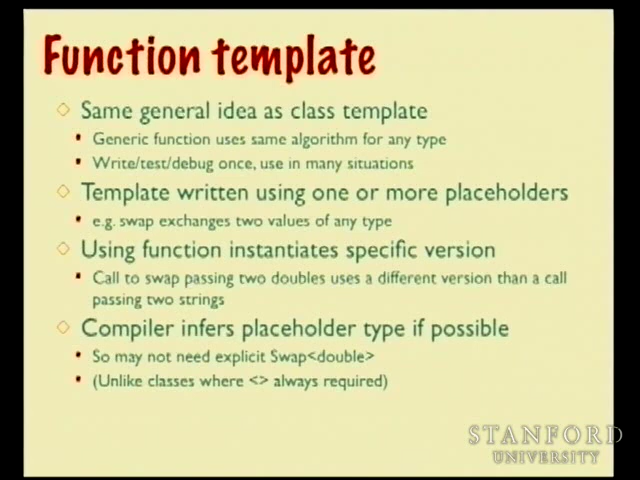 Function template
Same general idea as class template
Generic function uses same algorithm for any type
Write/test/debug once, use in many situations
Template written using one or more placeholders
e.g. swap exchanges two values of any type
Using function instantiates specific version
Call to swap passing two doubles uses a different version than a call
passing two strings
Compiler infers placeholder type if possible
So may not need explicit Swap<double>
(Unlike classes where <> always required)
STANFORD
UNIVERSITY